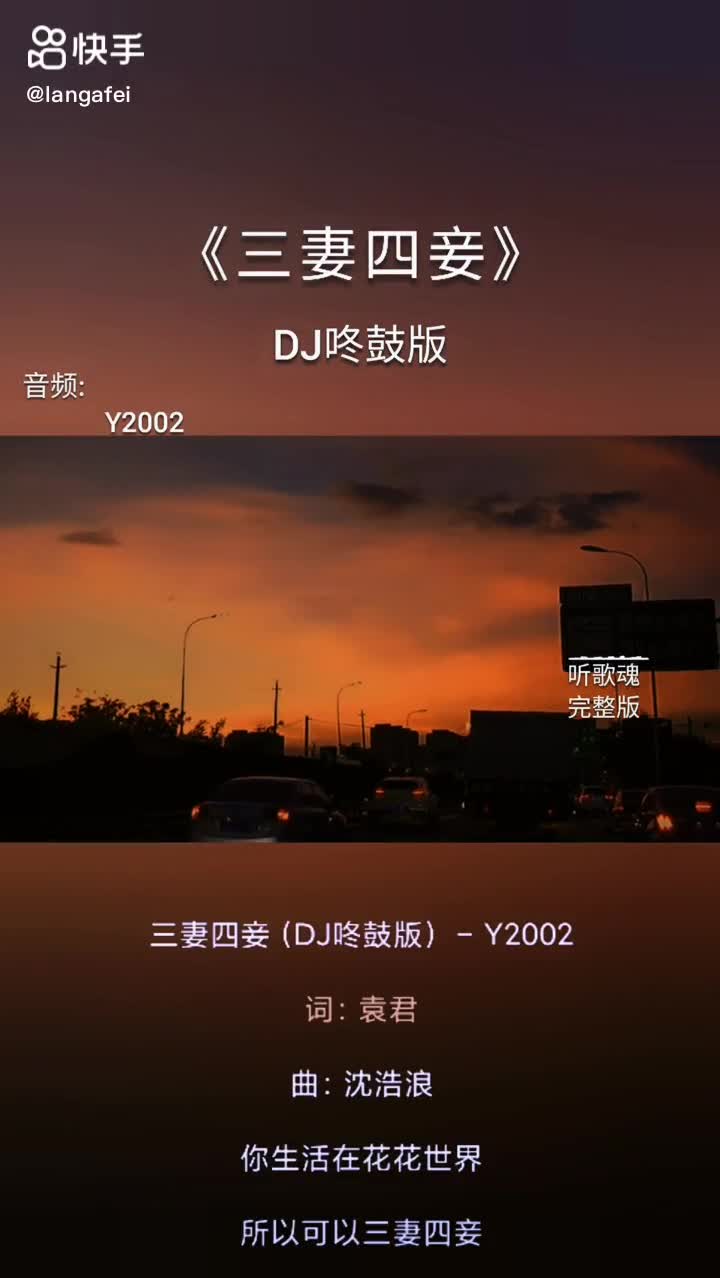 快手
@langafei
《三妻四妾》
DJ咚鼓版
音频:
Y2002
听歌魂
完整版
三妻四妾 (DJ咚鼓版) - Y2002
词: 袁君
曲: 沈浩浪
你生活在花花世界
所以可以三妻四妾